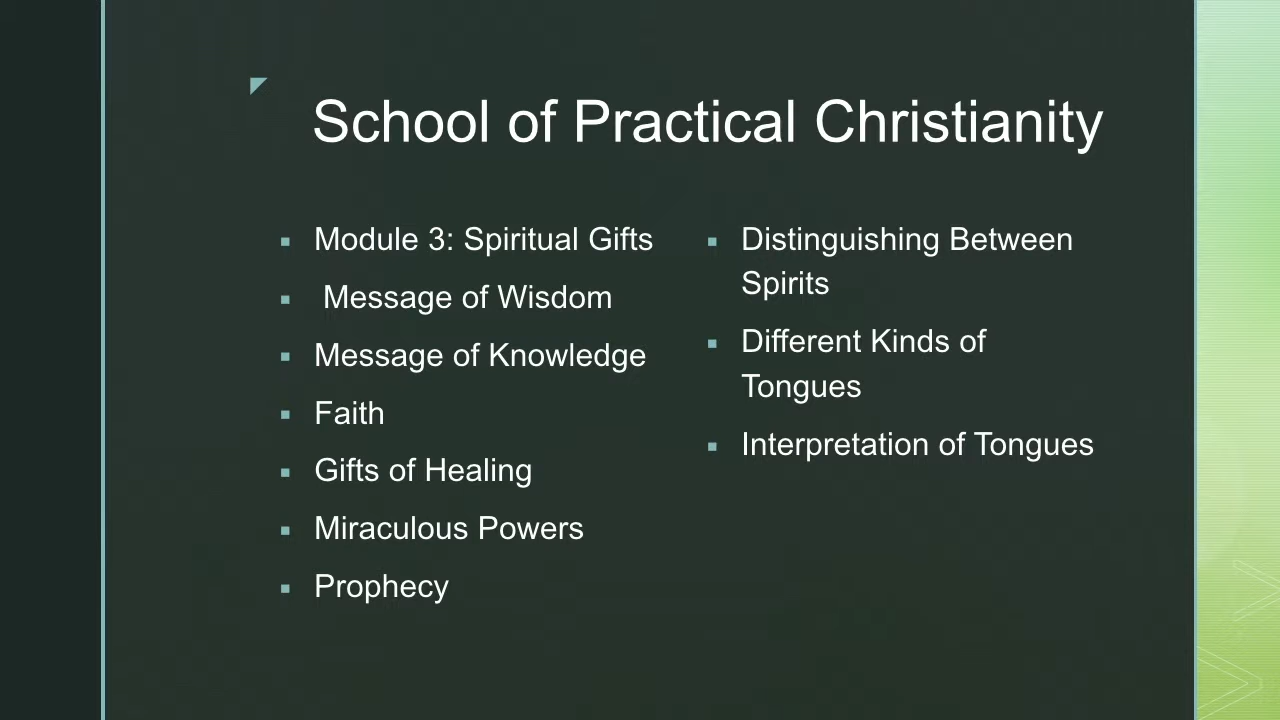 School of Practical Christianity
Module 3: Spiritual Gifts
Message of Wisdom
Message of Knowledge
Faith
Gifts of Healing
Miraculous Powers
Prophecy
Distinguishing Between
Spirits
Different Kinds of
Tongues
Interpretation of Tongues